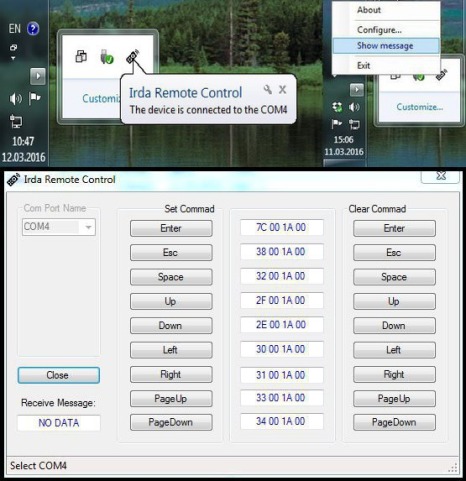 EN
10:47
12.03.2016
Customiz
Irda Remote Control
The device is connected to the COM4
About
Configure...
Show message
Exit
Customize...
15:06
11.03.2016
Irda Remote Control
Com Port Name
COM4
Close
Receive Message:
NO DATA
Set Commad
Clear Commad
Enter 7C 00 1A 00 Enter
Esc 38 00 1A 00 Esc
Space 32 00 1A 00 Space
Up 2F 00 1A 00 Up
Down 2E 00 1A 00 Down
Left 30 00 1A 00 Left
Right 31 00 1A 00 Right
PageUp 33 00 1A 00 PageUp
PageDown 34 00 1A 00 PageDown
Select COM4